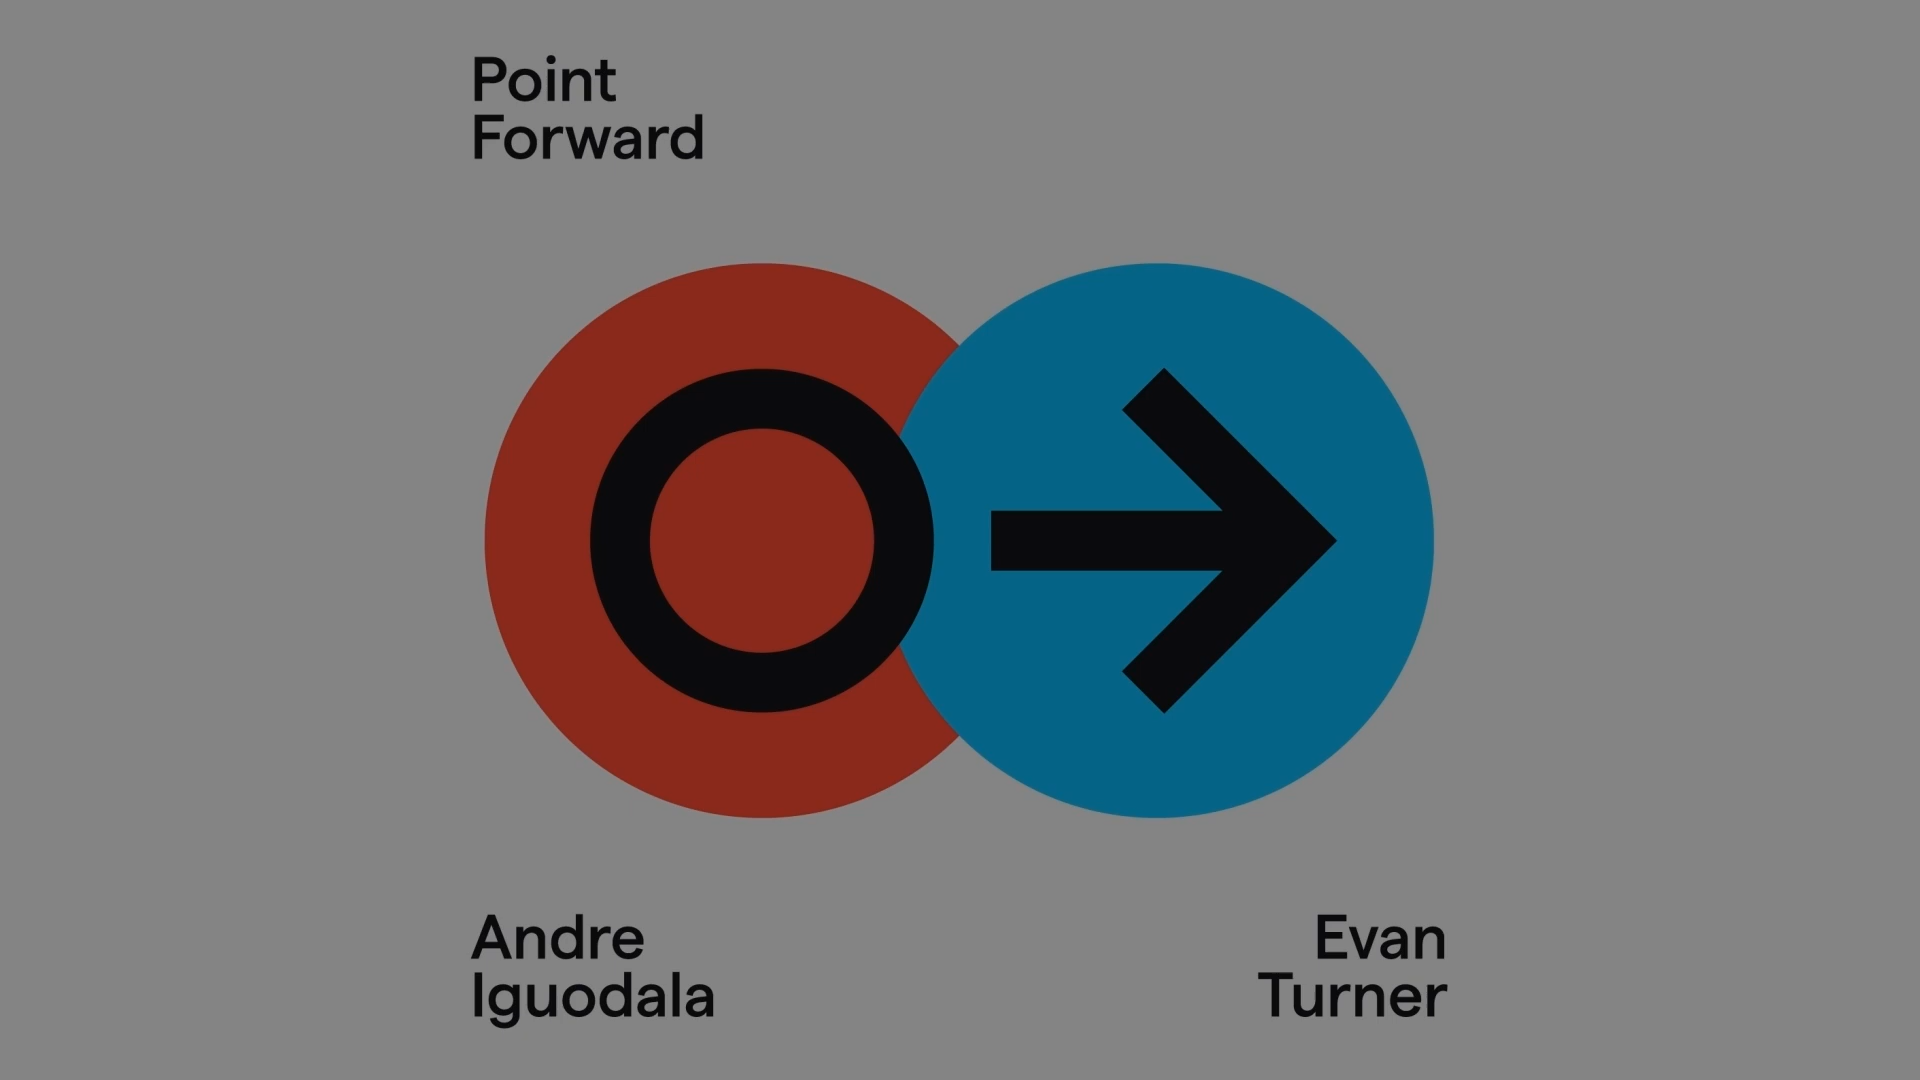 Point
Forward
Andre
Iguodala
Evan
Turner